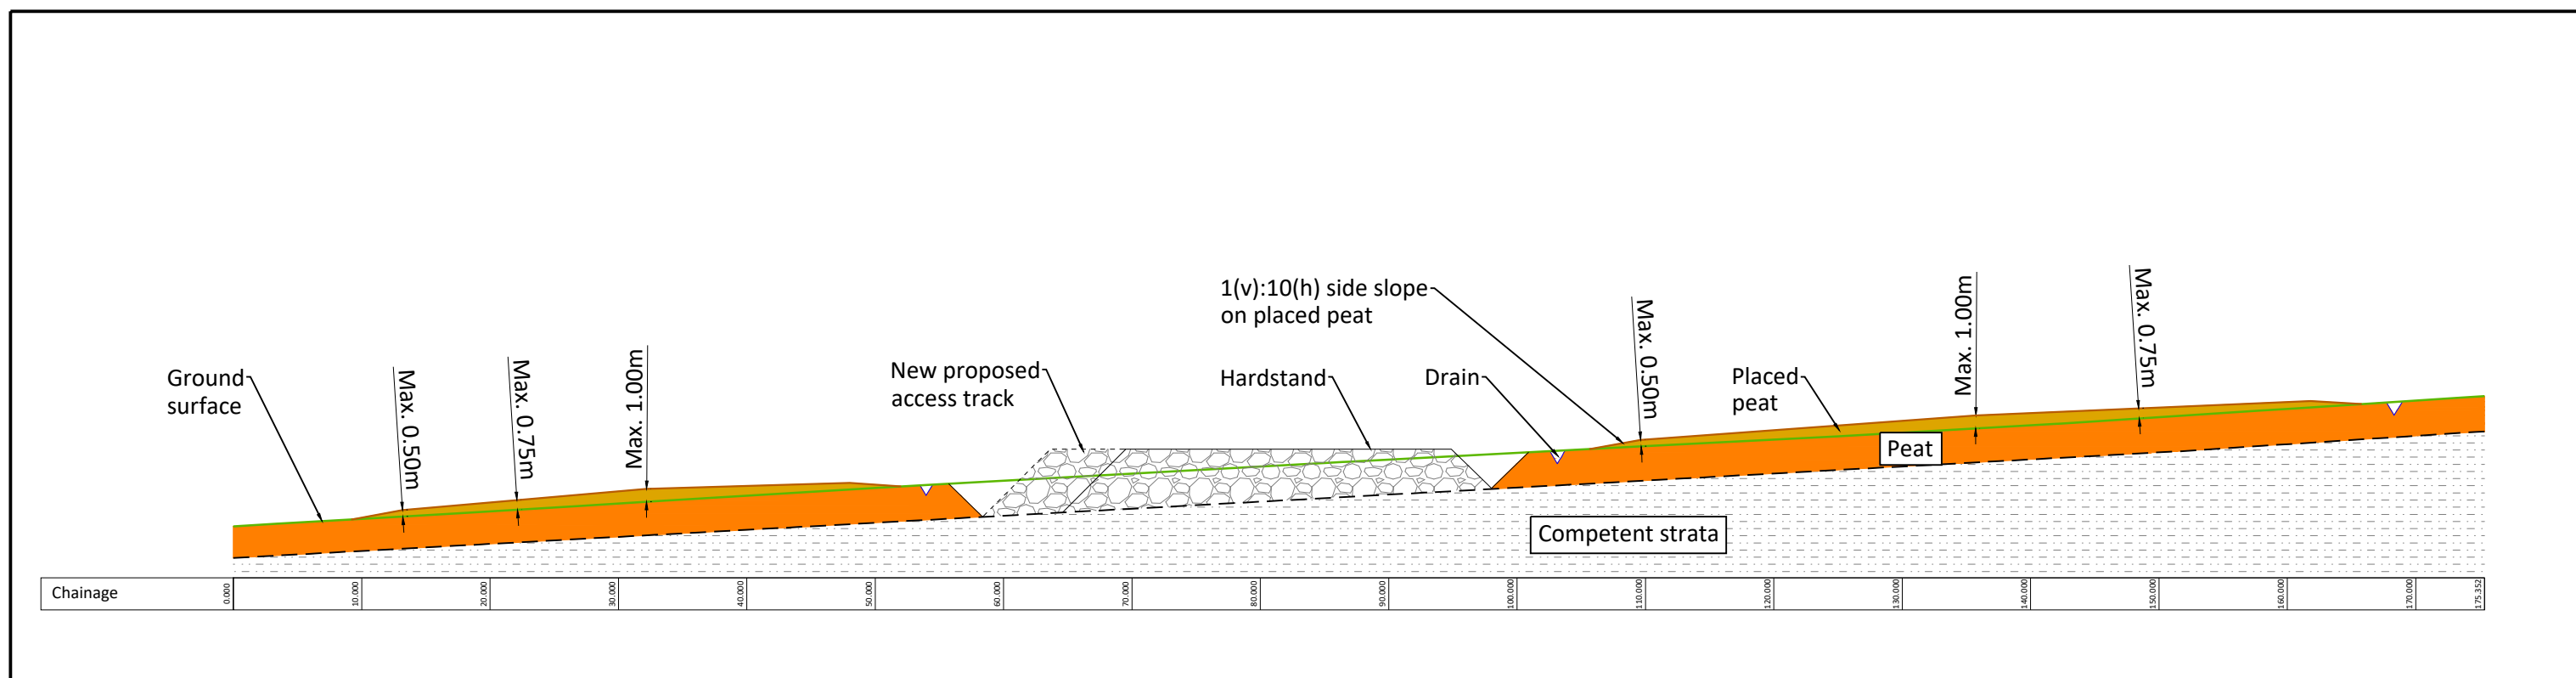 1(v):10(h) side slope
on placed peat
Ground
surface
Max. 0.50m
Max. 0.75m
Max. 1.00m
New proposed
access track
Hardstand
Drain
Max. 0.50m
Placed
peat
Max. 1.00m
Max. 0.75m
Peat
Competent strata
Chainage
0.000
10.000
20.000
30.000
40.000
50.000
60.000
70.000
80.000
90.000
100.000
110.000
120.000
130.000
140.000
150.000
160.000
170.000
175.352